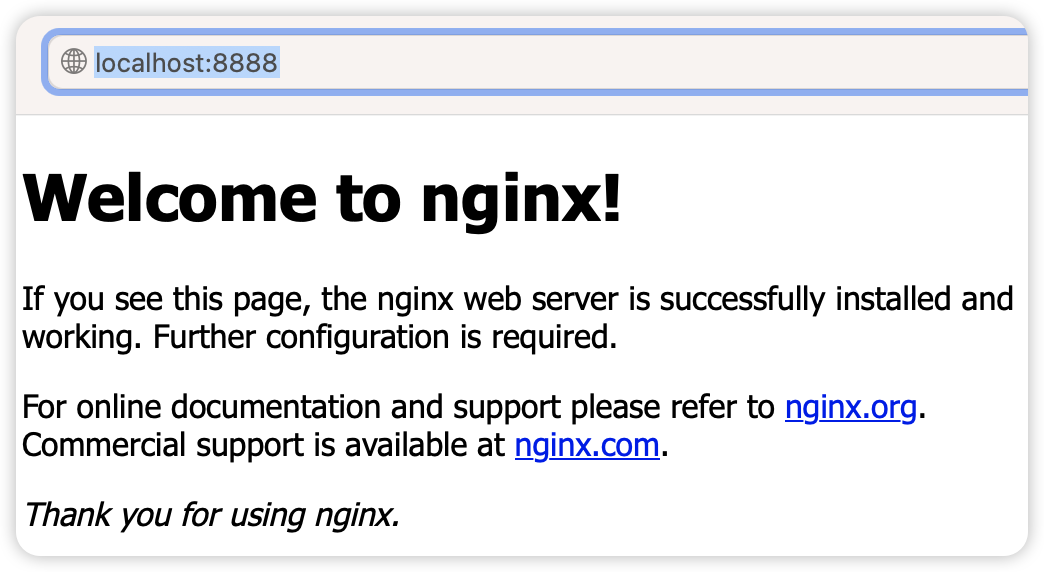 localhost:8888
Welcome to nginx!
If you see this page, the nginx web server is successfully installed and
working. Further configuration is required.
For online documentation and support please refer to nginx.org.
Commercial support is available at nginx.com.
Thank you for using nginx.